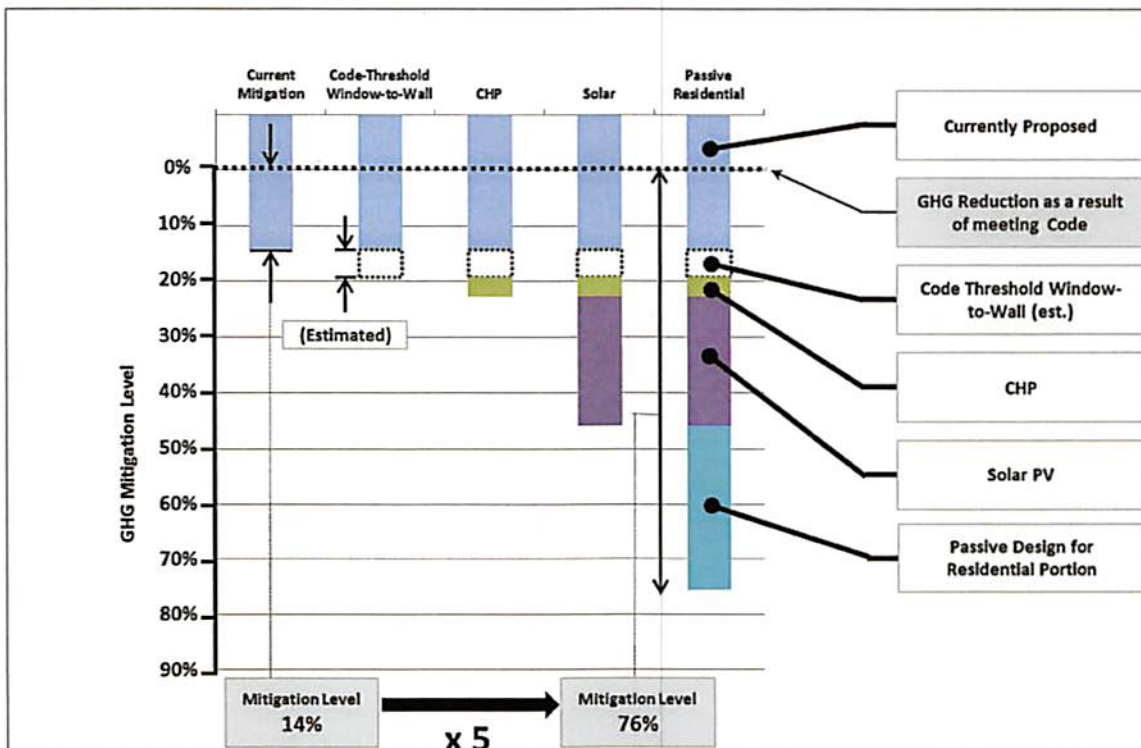 Current
Mitigation
Code-Threshold
Window-to-Wall
CHP
Solar
Passive
Residential
GHG Mitigation Level
0%
10%
20%
30%
40%
50%
60%
70%
80%
90%
(Estimated)
Currently Proposed
GHG Reduction as a result
of meeting Code
Code Threshold Window-
to-Wall (est.)
CHP
Solar PV
Passive Design for
Residential Portion
Mitigation Level
14%
x 5
Mitigation Level
76%